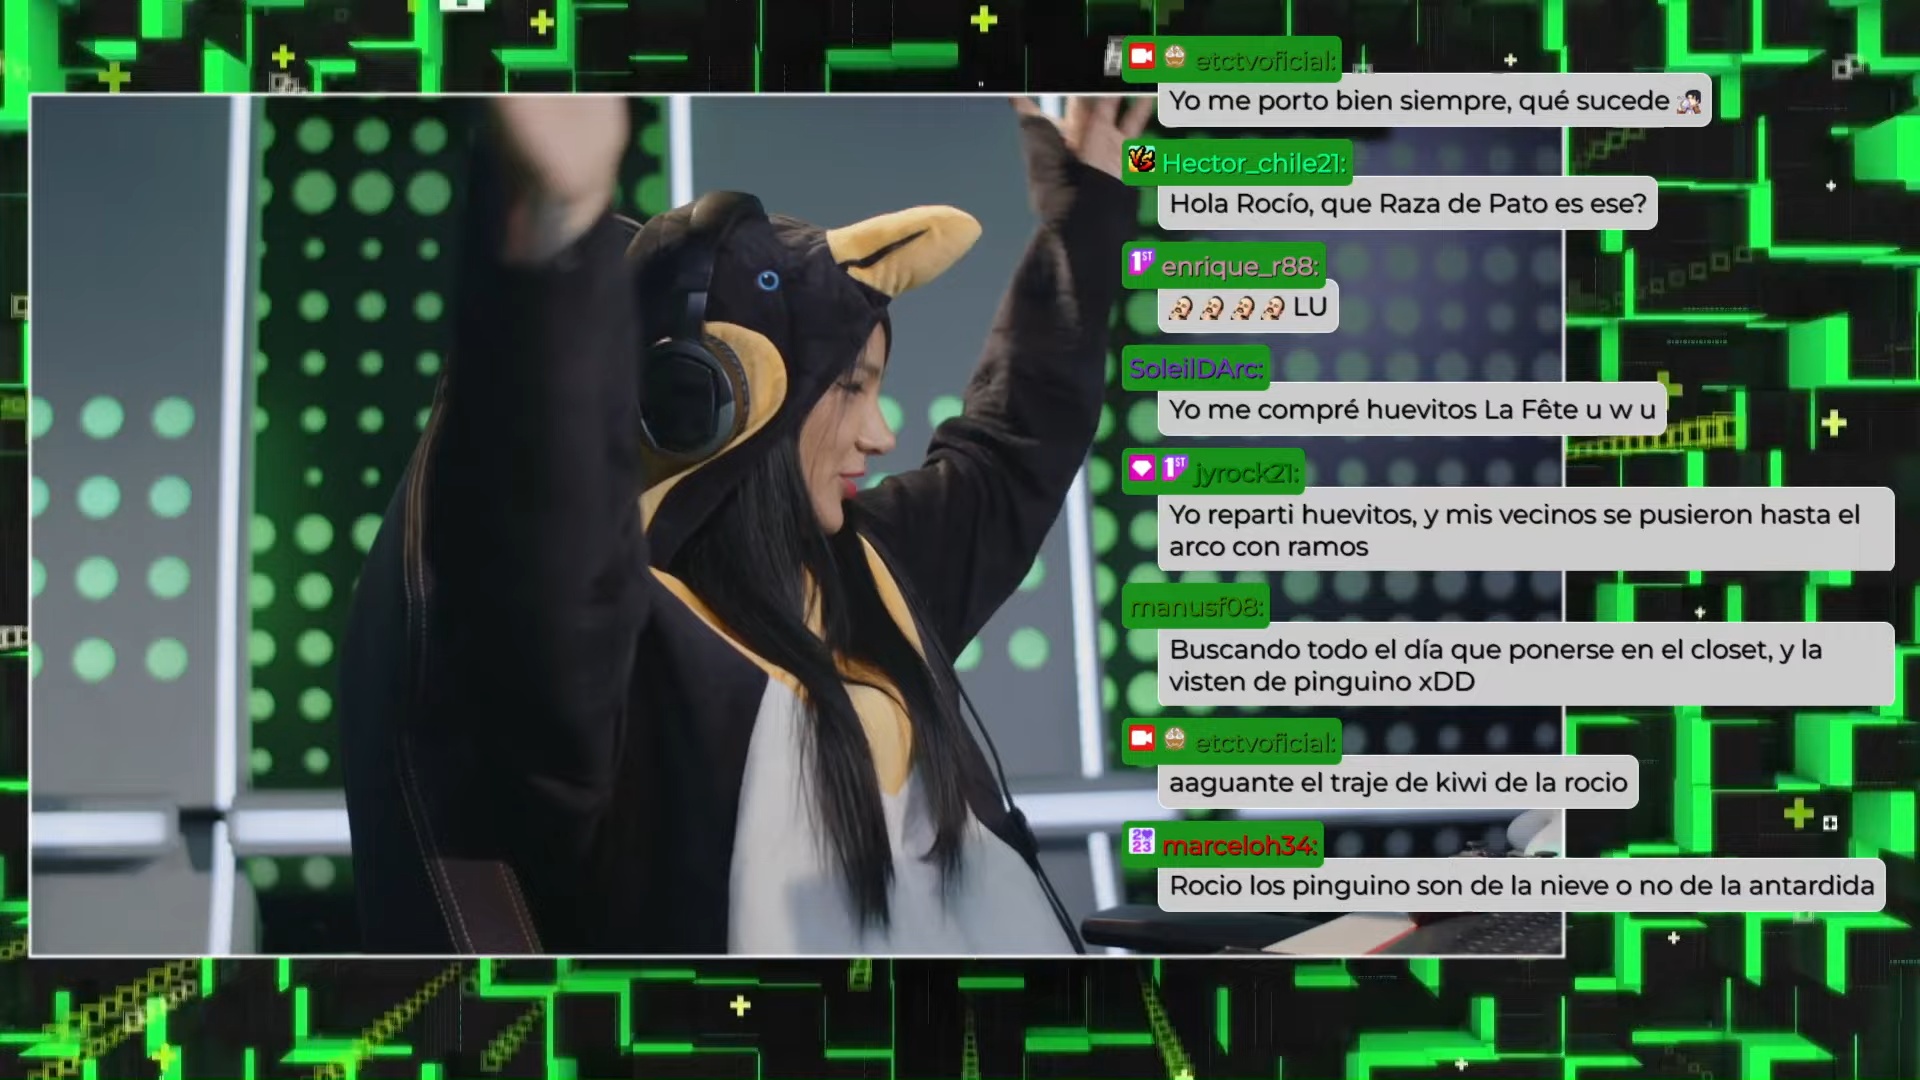 etctvoficial:
Yo me porto bien siempre, qué sucede
VS Hector_chile21:
Hola Rocío, que Raza de Pato es ese?
1ST enrique_r88:
LU
SoleilDArc:
Yo me compré huevitos La Fête u w u
1ST jyrock21:
Yo reparti huevitos, y mis vecinos se pusieron hasta el
arco con ramos
manusf08:
Buscando todo el día que ponerse en el closet, y la
visten de pinguino xDD
etctvoficial:
aaguante el traje de kiwi de la rocio
marceloh34:
Rocio los pinguino son de la nieve o no de la antardida